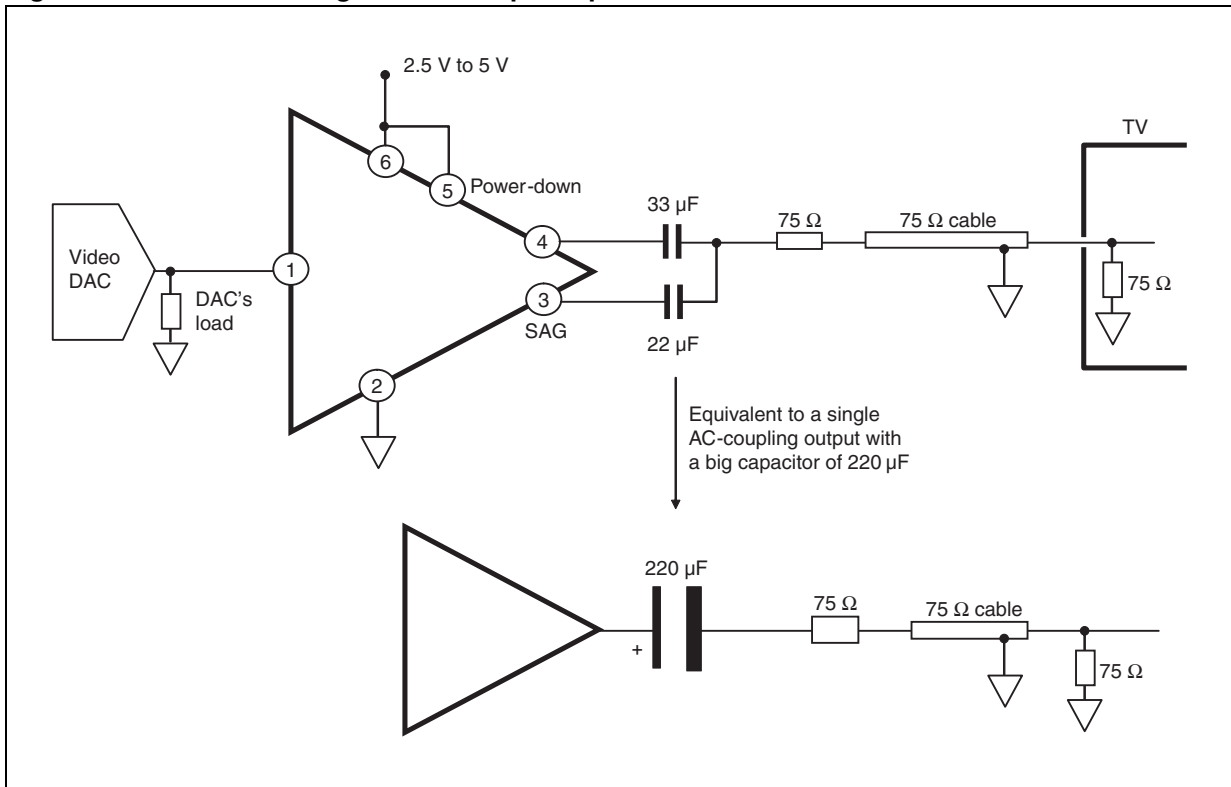 2.5 V to 5 V
TV
6
5
Power-down
33 µF
75 Ω
75 Ω cable
4
Video
DAC
1
DAC's
load
3
SAG
22 µF
75 Ω
2
Equivalent to a single
AC-coupling output with
a big capacitor of 220 µF
220 µF
75 Ω
75 Ω cable
+
75 Ω